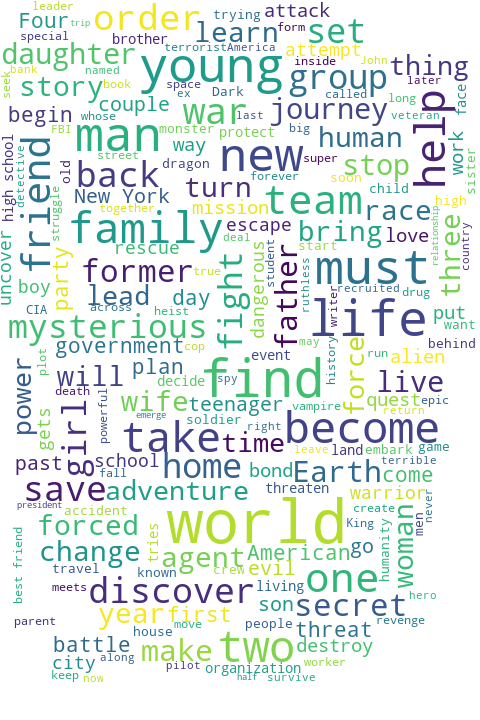 leader
trying
attack
Four
trip
order
learn
set
special
brother
form
terrorist
America
attempt
John
daughter
young
inside
group
thing
seek
bank
named
book
space
later
story
ex
Dark
called
long
couple
war
whose
last
journey
veteran
face
begin
big
work
help
FBI
monster
protect
human
man
way
new
super
stop
sister
high school
detective
street
dragon
old
back
forever
soon
child
high
friend
New York
turn
team
race
together
mission
struggle
family
escape
bring
love
three
relationship
country
uncover
deal
rescue
student
start
dangerous
party
former
true
fight
father
ruthless
must
boy
CIA
lead
across
day
heist
writer
recruited
drug
put
want
mysterious
life
may
behind
plot
government
cop
event
history
run
alien
power
will
plan
decide
spy
find
force
live
death
powerful
wife
teenager
vampire
quest
epic
gets
girl
emerge
soldier
right
become
return
take
time
leave
land
embark
game
past
school
home
bond
Earth
come
terrible
fall
save
adventure
threaten
warrior
president
accident
world
create
never
forced
King
men
best friend
change
tries
agent
American
go
humanity
woman
travel
crew
evil
meets
known
discover
living
one
hero
year
first
son
secret
parent
move
people
threat
revenge
house
battle
make
two
destroy
city
along
pilot
organization
worker
keep
now
half
survive